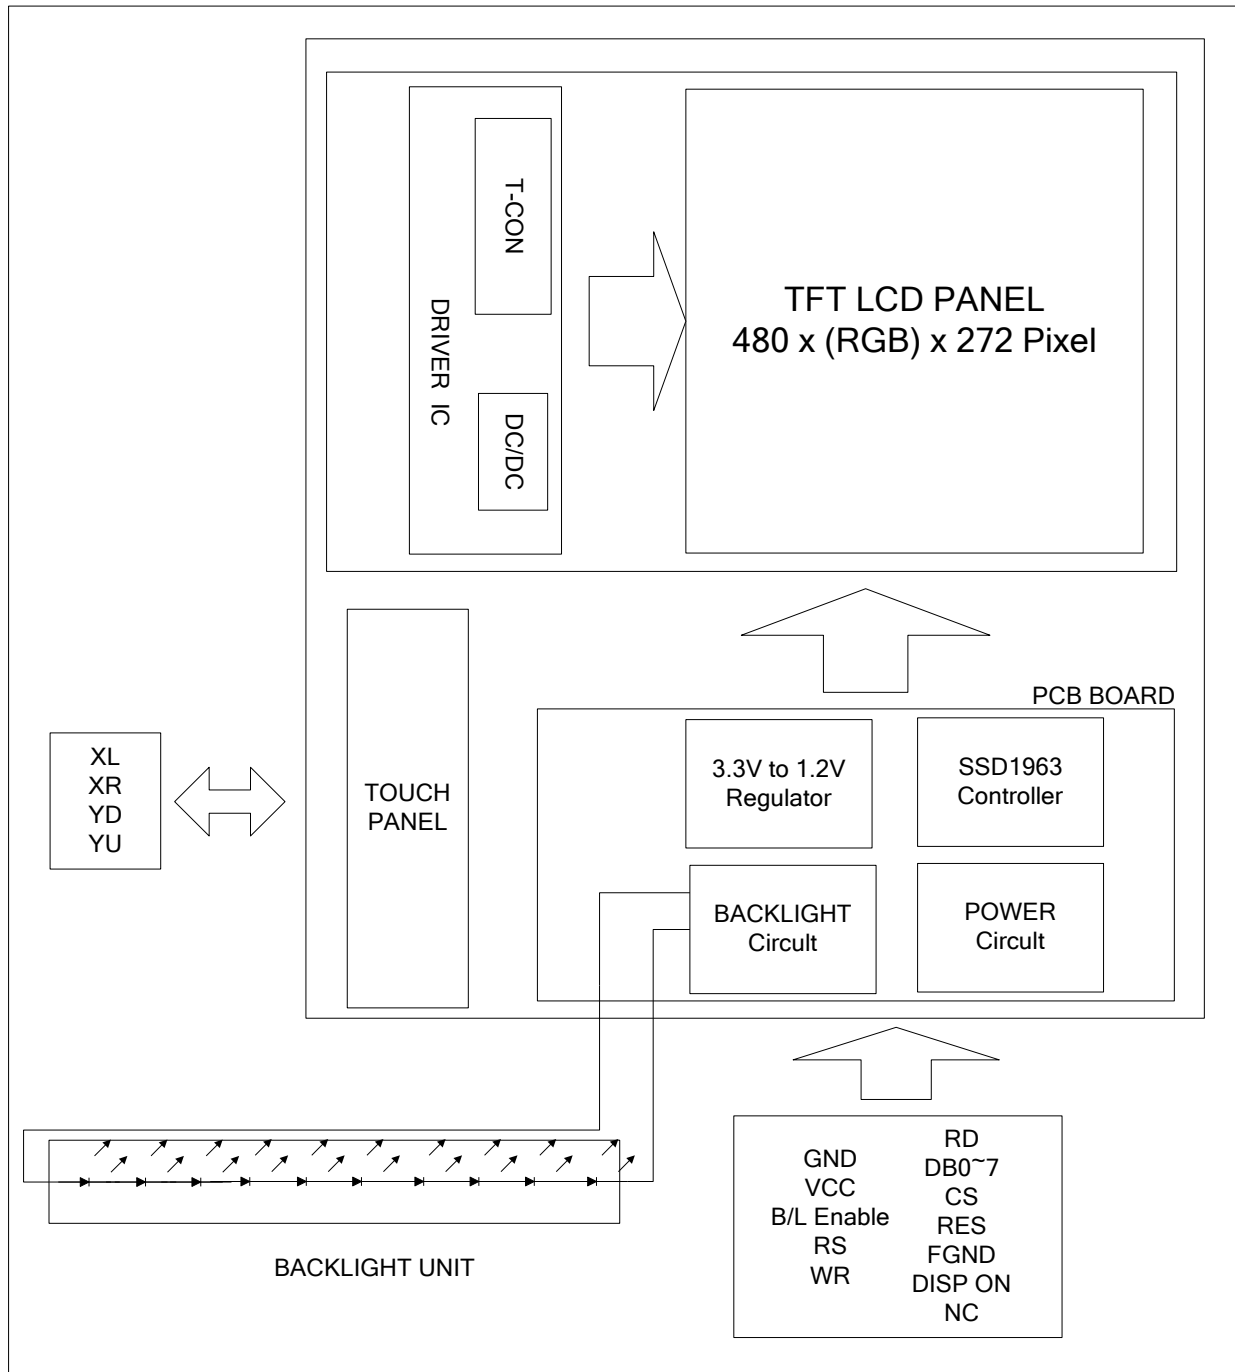 T-CON
DRIVER IC
DC/DC
TFT LCD PANEL
480 x (RGB) x 272 Pixel
PCB BOARD
3.3V to 1.2V
Regulator
SSD1963
Controller
XL
XR
YD
YU
TOUCH
PANEL
BACKLIGHT
Circult
POWER
Circult
BACKLIGHT UNIT
GND
VCC
B/L Enable
RS
WR
RD
DB0~7
CS
RES
FGND
DISP ON
NC